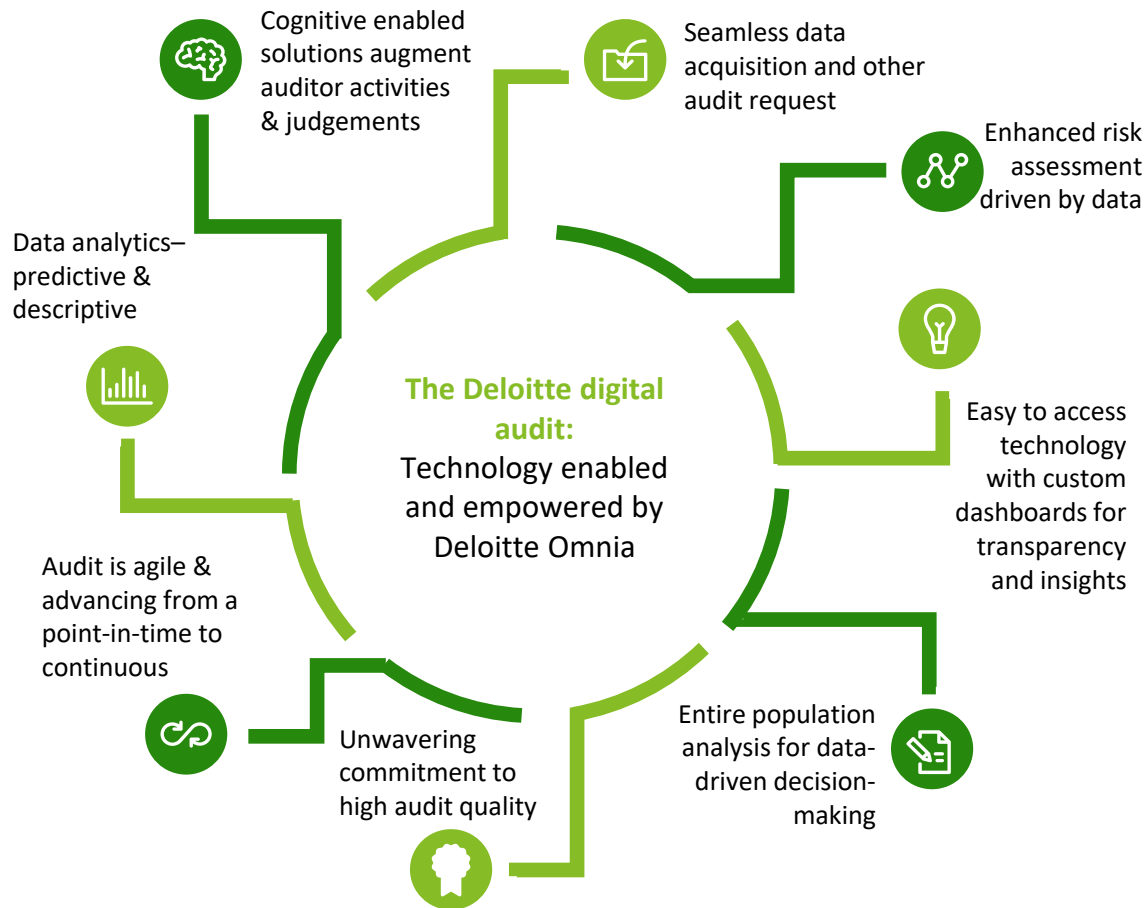 Cognitive enabled
solutions augment
auditor activities
& judgements
Seamless data
acquisition and other
audit request
Enhanced risk
assessment
driven by data
Data analytics–
predictive &
descriptive
The Deloitte digital
audit:
Technology enabled
and empowered by
Deloitte Omnia
Easy to access
technology
with custom
dashboards for
transparency
and insights
Audit is agile &
advancing from a
point-in-time to
continuous
Unwavering
commitment to
high audit quality
Entire population
analysis for data-
driven decision-
making